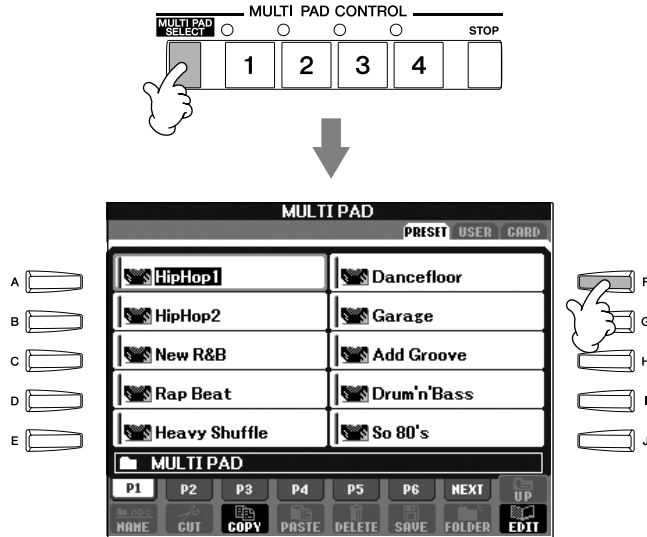 MULTI PAD CONTROL
MULTI PAD SELECT
STOP
1 2 3 4
MULTI PAD
PRESET USER CARD
A HipHop1 Dancefloor F
B HipHop2 Garage G
C New R&B Add Groove H
D Rap Beat Drum'n'Bass I
E Heavy Shuffle So 80's J
MULTI PAD
P1 P2 P3 P4 P5 P6 NEXT UP
NAME CUT COPY PASTE DELETE SAVE FOLDER EDIT